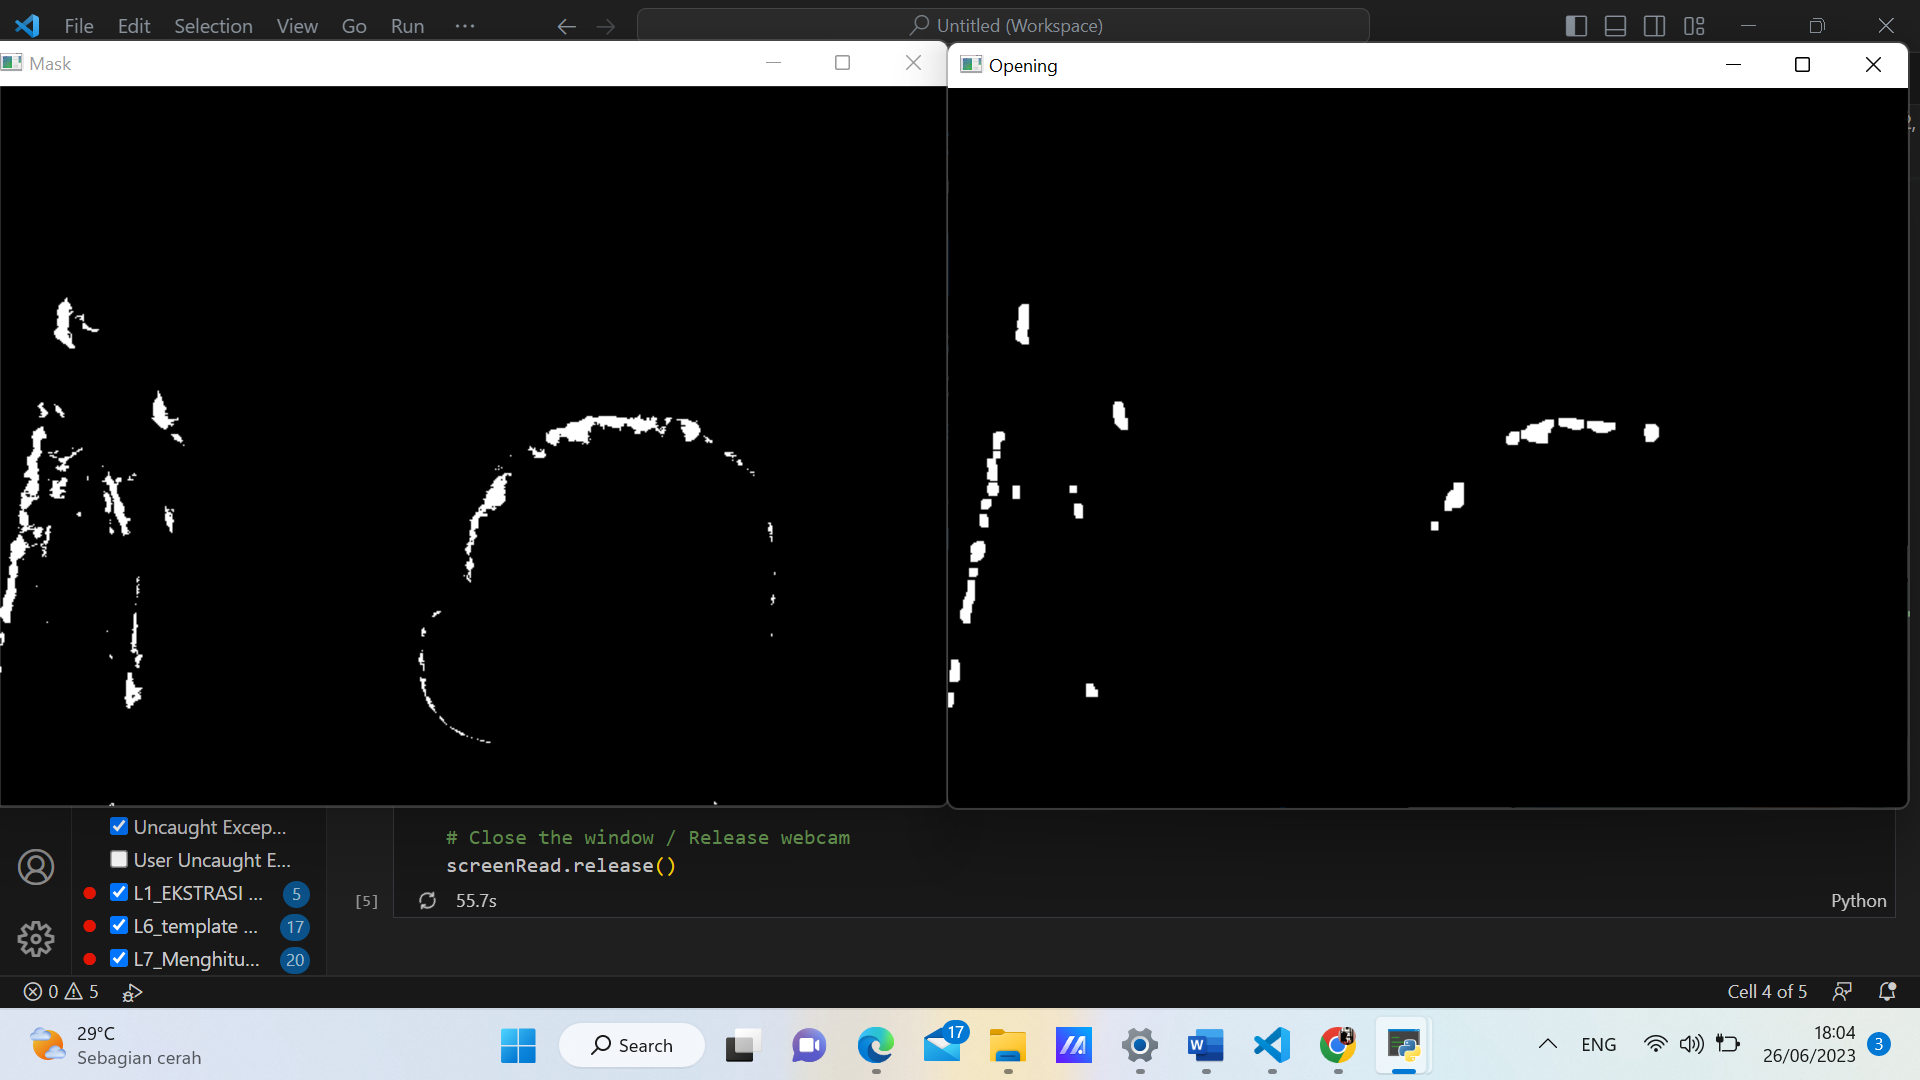 File Edit Selection View Go Run ···
Untitled (Workspace)
Mask
Opening
Uncaught Excep...
User Uncaught E...
L1_EKSTRASI ... 5
L6_template ... 17
L7_Menghitu... 20
# Close the window / Release webcam
screenRead.release()
[5] 55.7s Python
0 5 Cell 4 of 5
29°C
Sebagian cerah
Search
17
ENG
18:04
26/06/2023
3